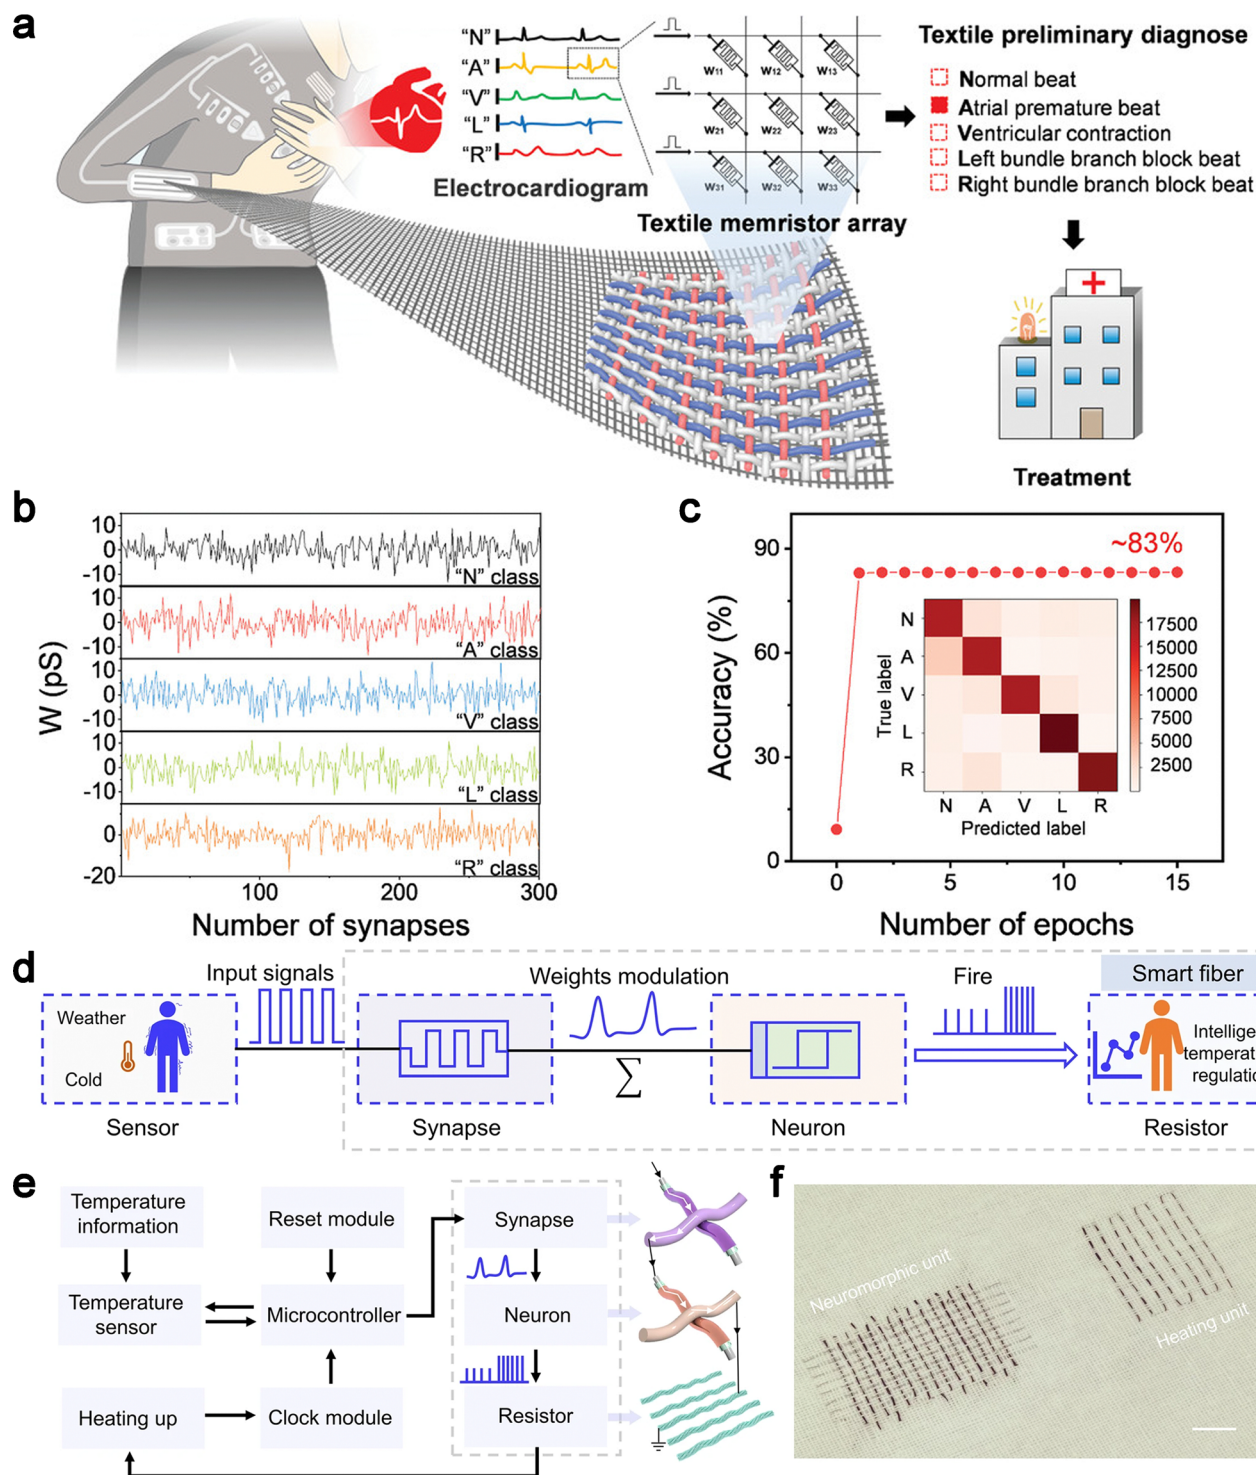 a
"N"
"A"
"V"
"L"
"R"
Electrocardiogram
W11
W12
W13
W21
W22
W23
W31
W32
W33
Textile memristor array
Textile preliminary diagnose
Normal beat
Atrial premature beat
Ventricular contraction
Left bundle branch block beat
Right bundle branch block beat
Treatment
b
W (pS)
10
0
-10
"N" class
10
0
-10
"A" class
10
0
-10
"V" class
10
0
-10
"L" class
0
-20
"R" class
100
200
300
Number of synapses
c
Accuracy (%)
90
60
30
0
~83%
True label
N
A
V
L
R
N
A
V
L
R
Predicted label
17500
15000
12500
10000
7500
5000
2500
0
5
10
15
Number of epochs
d
Input signals
Weights modulation
Fire
Smart fiber
Weather
Cold
Σ
Intellige
temperat
regulatio
Sensor
Synapse
Neuron
Resistor
e
Temperature
information
Reset module
Synapse
Temperature
sensor
Microcontroller
Neuron
Heating up
Clock module
Resistor
f
Neuromorphic unit
Heating unit